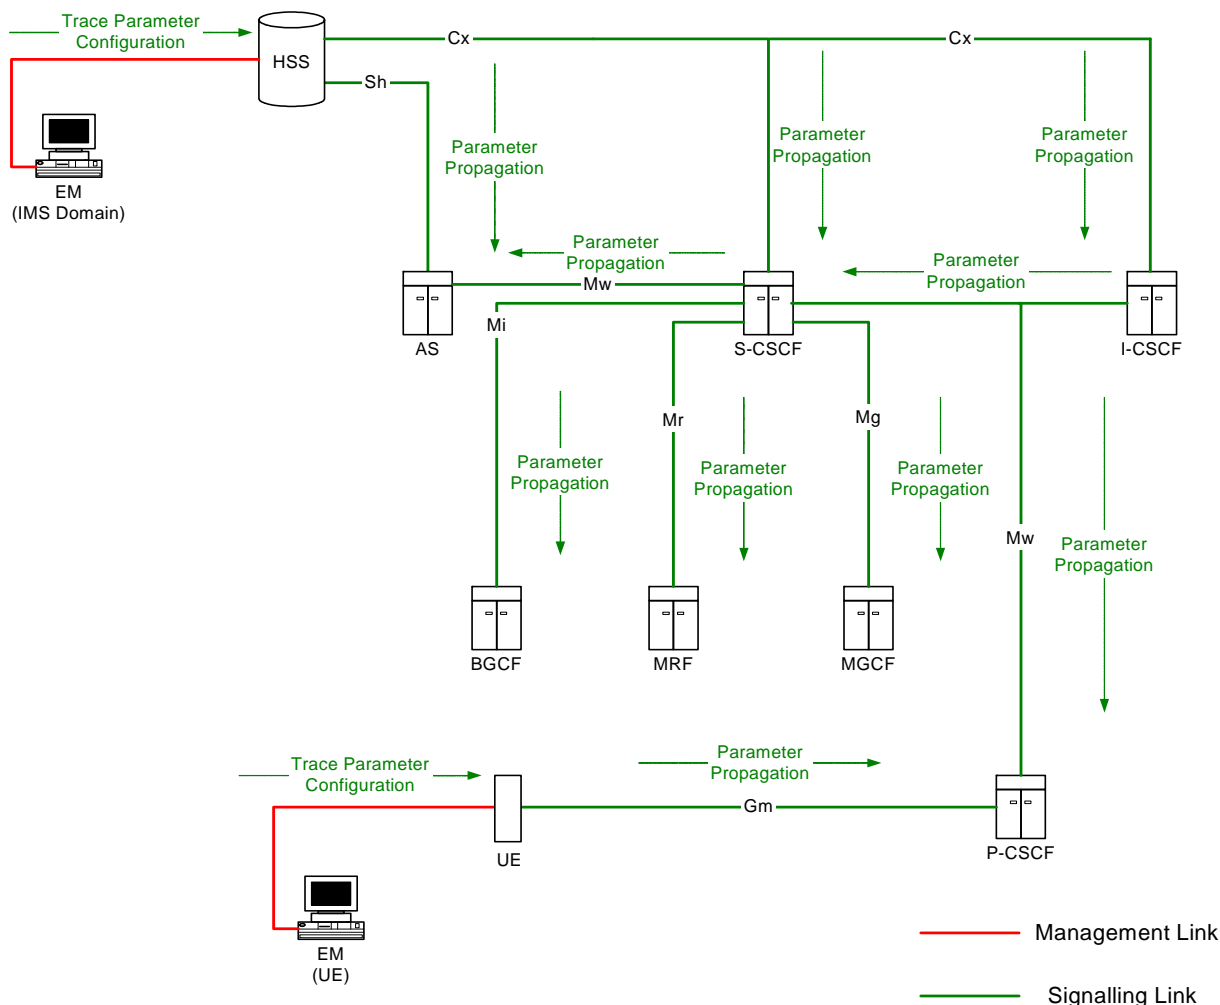 Trace Parameter
Configuration
HSS
Cx
Cx
Sh
EM
(IMS Domain)
Parameter
Propagation
Parameter
Propagation
Parameter
Propagation
Parameter
Propagation
Parameter
Propagation
Mw
AS
Mi
S-CSCF
I-CSCF
Mr
Mg
Parameter
Propagation
Parameter
Propagation
Parameter
Propagation
Mw
Parameter
Propagation
BGCF
MRF
MGCF
Trace Parameter
Configuration
Parameter
Propagation
Gm
UE
P-CSCF
EM
(UE)
Management Link
Signalling Link